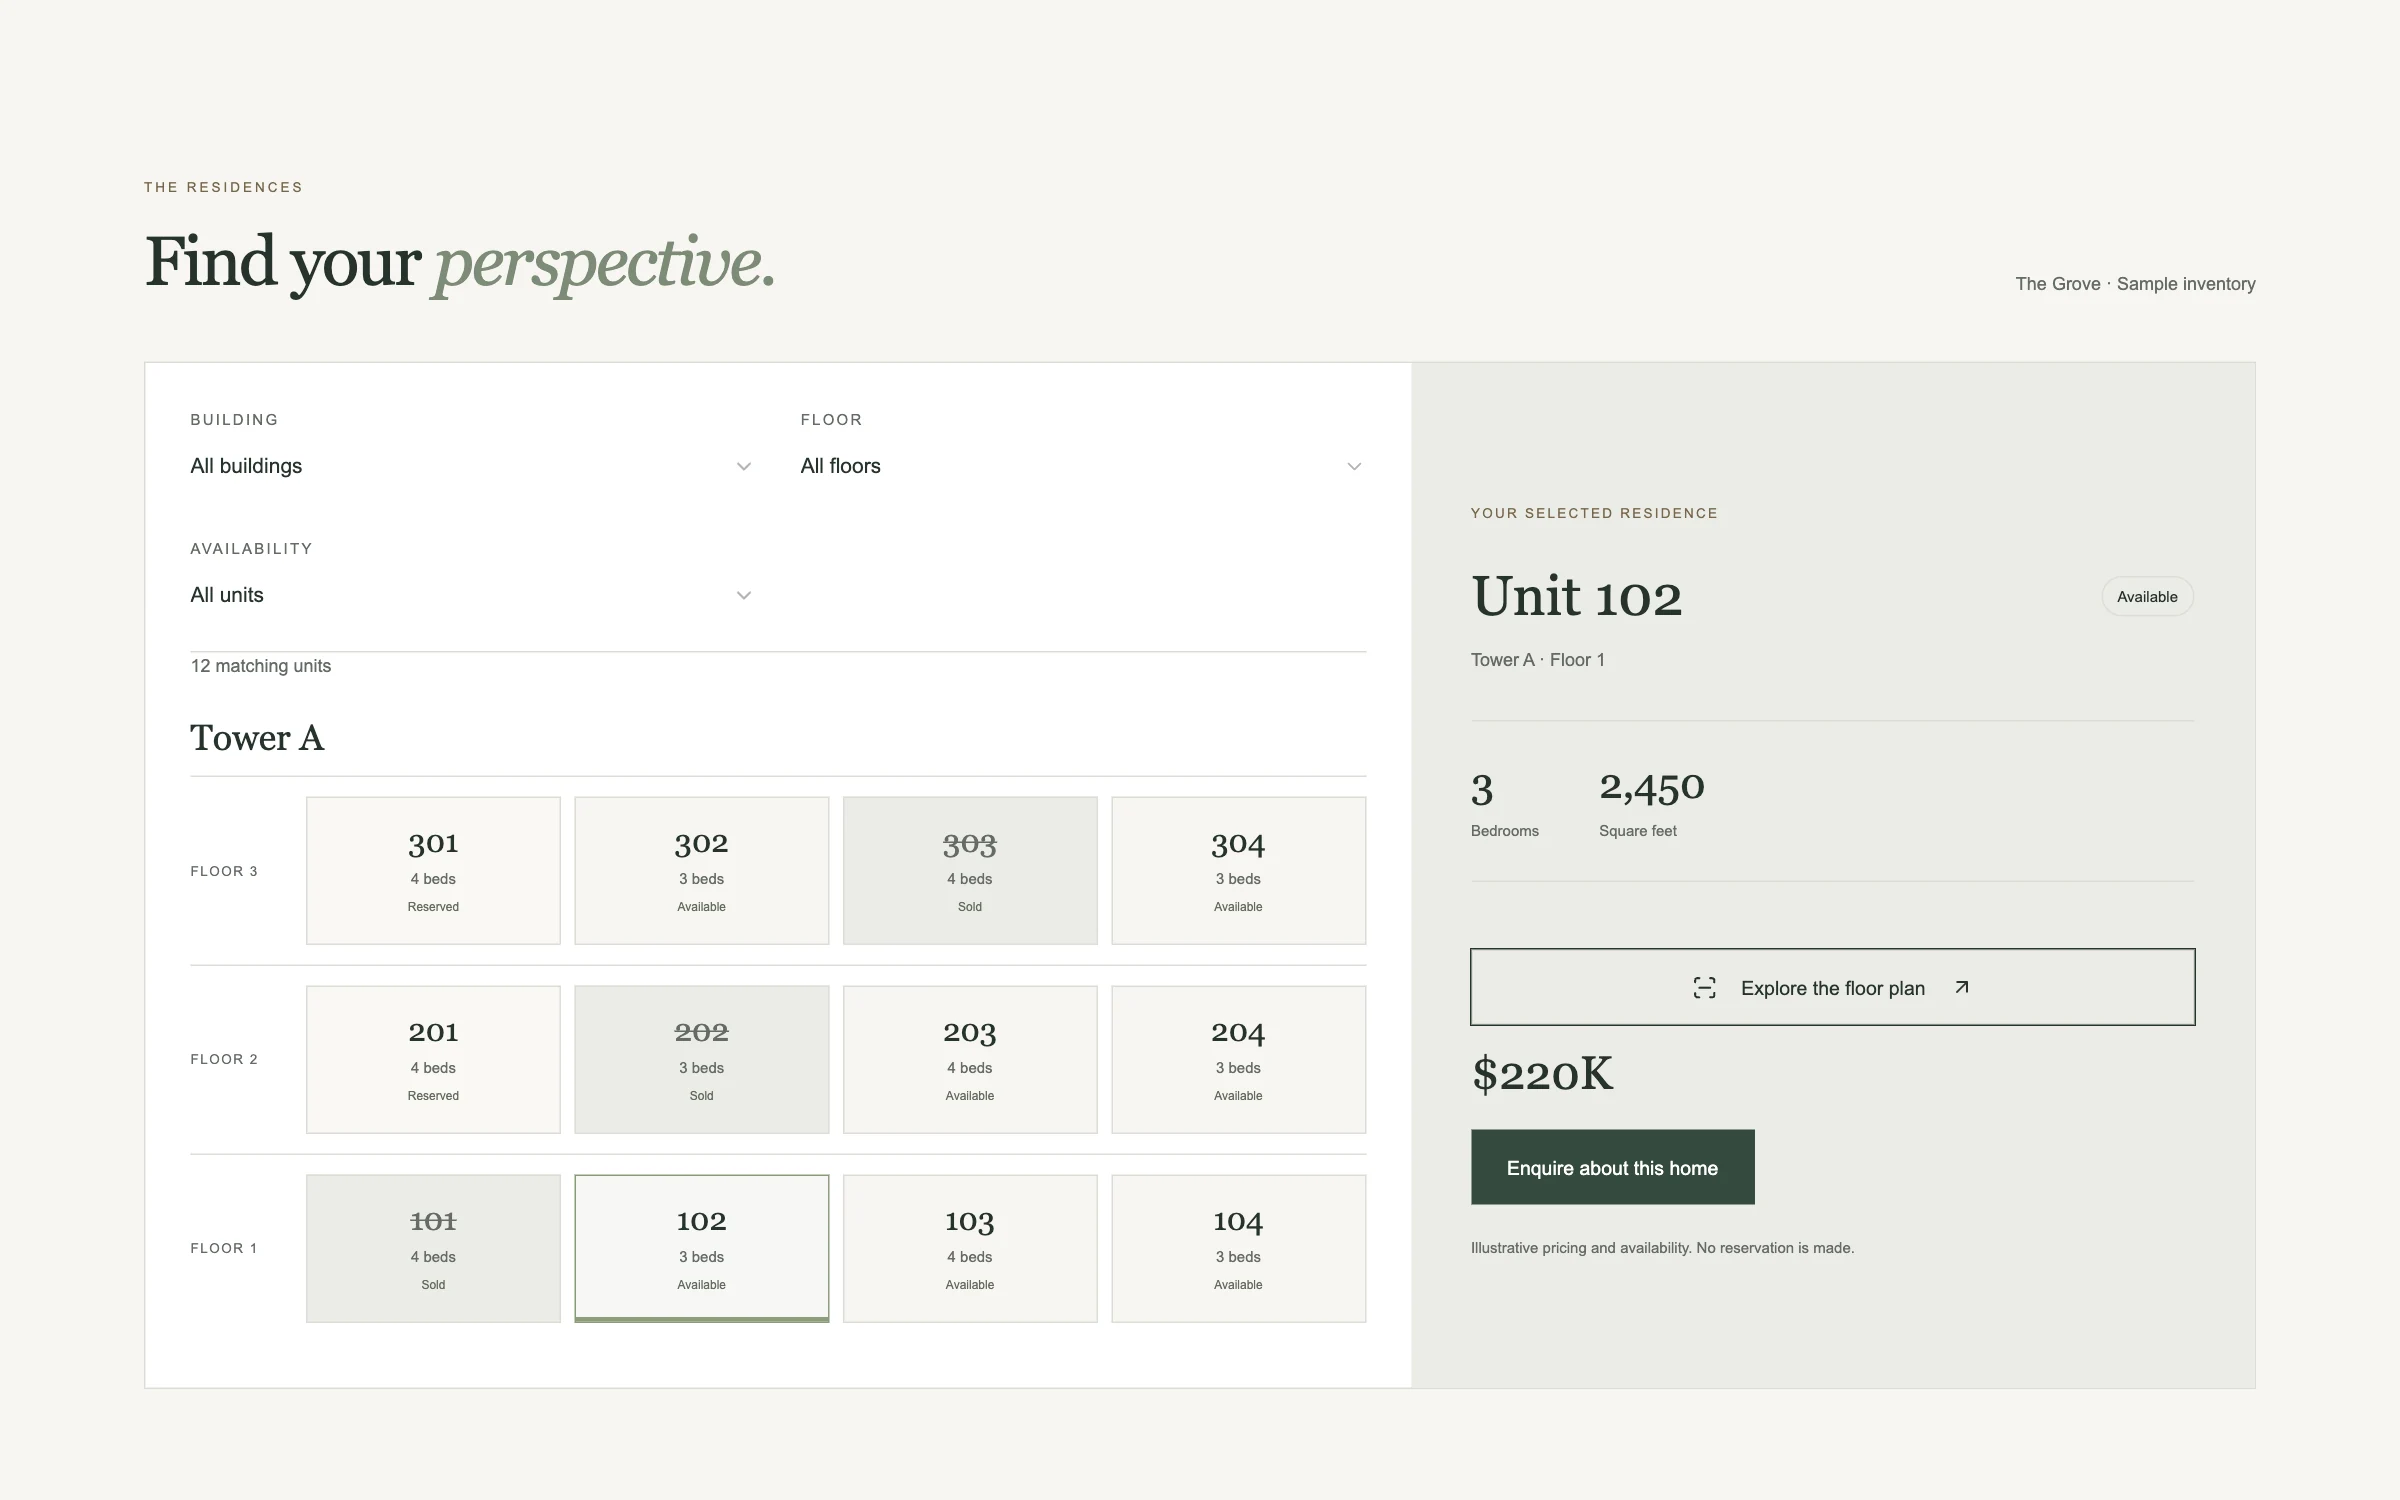 THE RESIDENCES
Find your perspective.
The Grove · Sample inventory
BUILDING
All buildings
FLOOR
All floors
AVAILABILITY
All units
12 matching units
Tower A
FLOOR 3
301
4 beds
Reserved
302
3 beds
Available
303
4 beds
Sold
304
3 beds
Available
FLOOR 2
201
4 beds
Reserved
202
3 beds
Sold
203
4 beds
Available
204
3 beds
Available
FLOOR 1
101
4 beds
Sold
102
3 beds
Available
103
4 beds
Available
104
3 beds
Available
YOUR SELECTED RESIDENCE
Unit 102
Available
Tower A · Floor 1
3
Bedrooms
2,450
Square feet
Explore the floor plan
$220K
Enquire about this home
Illustrative pricing and availability. No reservation is made.